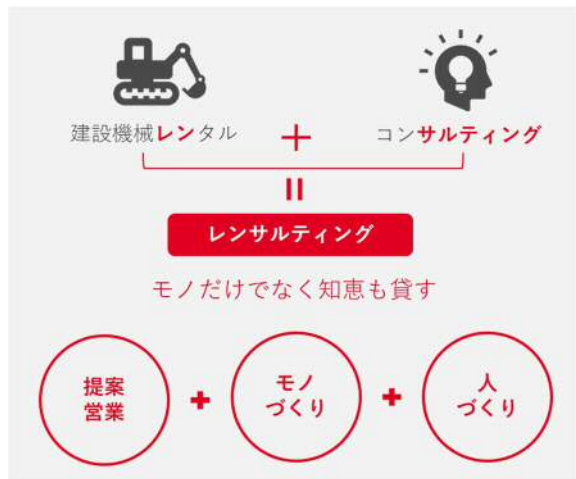 建設機械レンタル + コンサルティング
=
レンサルティング
モノだけでなく知恵も貸す
提案
営業
+
モノ
づくり
+
人
づくり